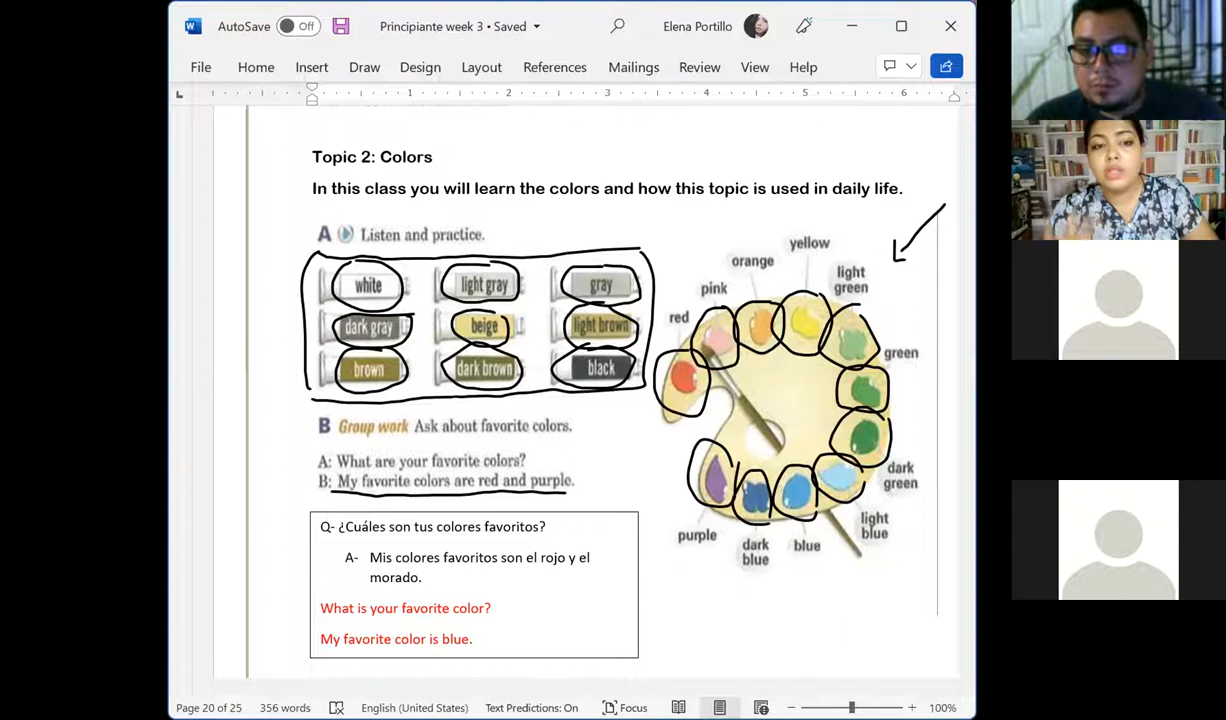 AutoSave Off Principiante week 3 • Saved Elena Portillo
File Home Insert Draw Design Layout References Mailings Review View Help
1 2 3 4 5 6
Topic 2: Colors
In this class you will learn the colors and how this topic is used in daily life.
A Listen and practice.
white light gray gray
dark gray beige light brown
brown dark brown black
B Group work Ask about favorite colors.
A: What are your favorite colors?
B: My favorite colors are red and purple.
Q- ¿Cuáles son tus colores favoritos?
A- Mis colores favoritos son el rojo y el
morado.
What is your favorite color?
My favorite color is blue.
red
pink
orange
yellow
light
green
green
dark
green
light
blue
blue
dark
blue
purple
Page 20 of 25 356 words English (United States) Text Predictions: On Focus 100%